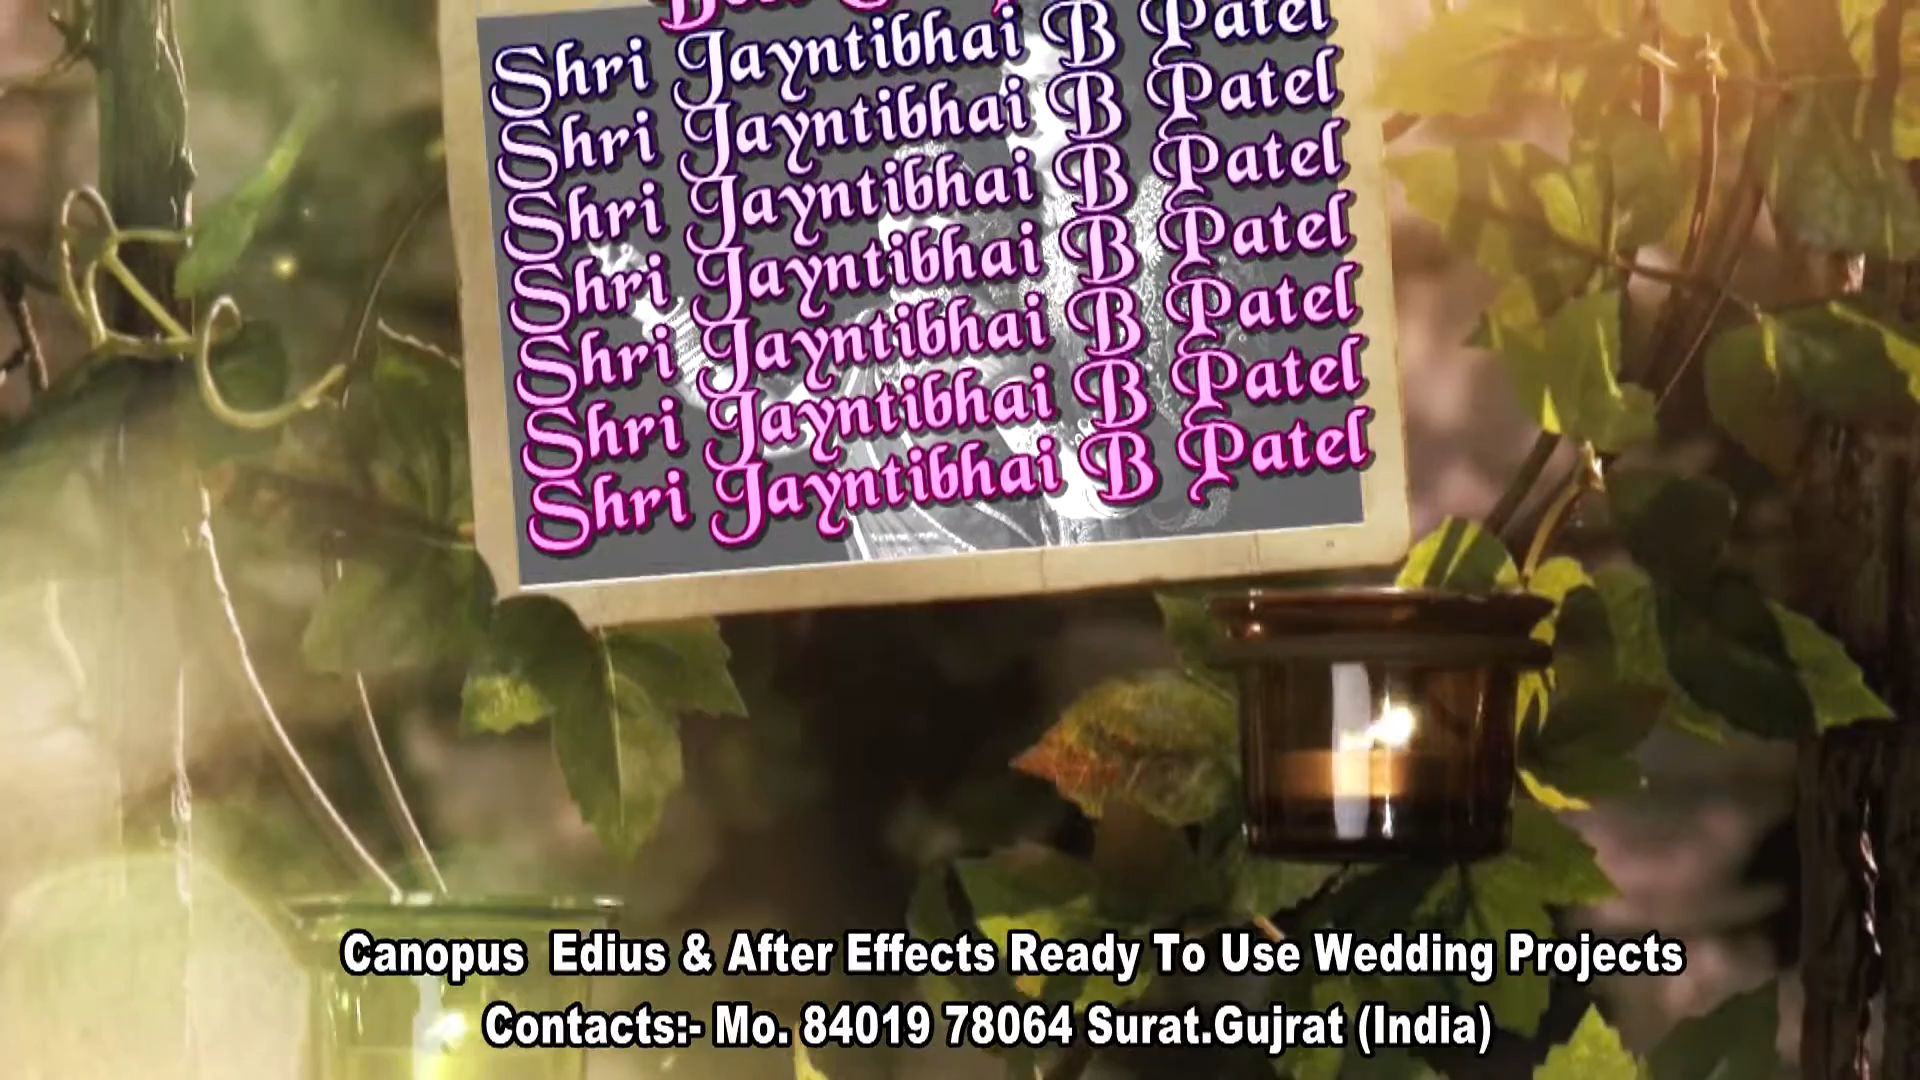 Shri Jayntibhai B Patel
Shri Jayntibhai B Patel
Shri Jayntibhai B Patel
Shri Jayntibhai B Patel
Shri Jayntibhai B Patel
Shri Jayntibhai B Patel
Shri Jayntibhai B Patel
Canopus Edius & After Effects Ready To Use Wedding Projects
Contacts:- Mo. 84019 78064 Surat.Gujrat (India)